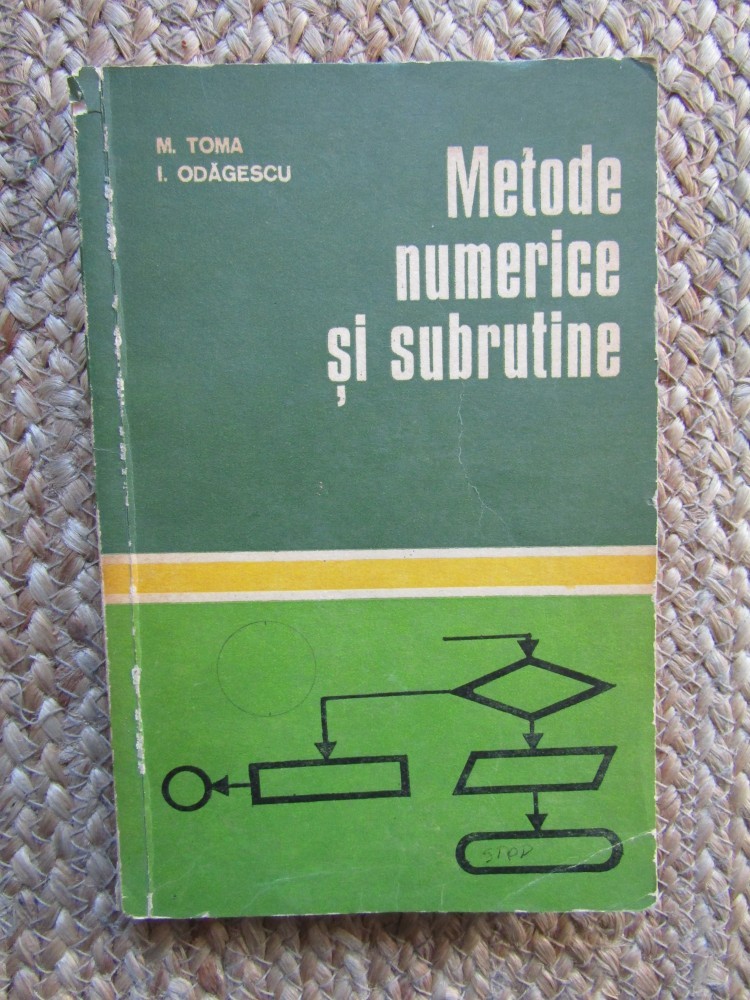 M. TOMA
I. ODĂGESCU
Metode
numerice
și subrutine
STOP